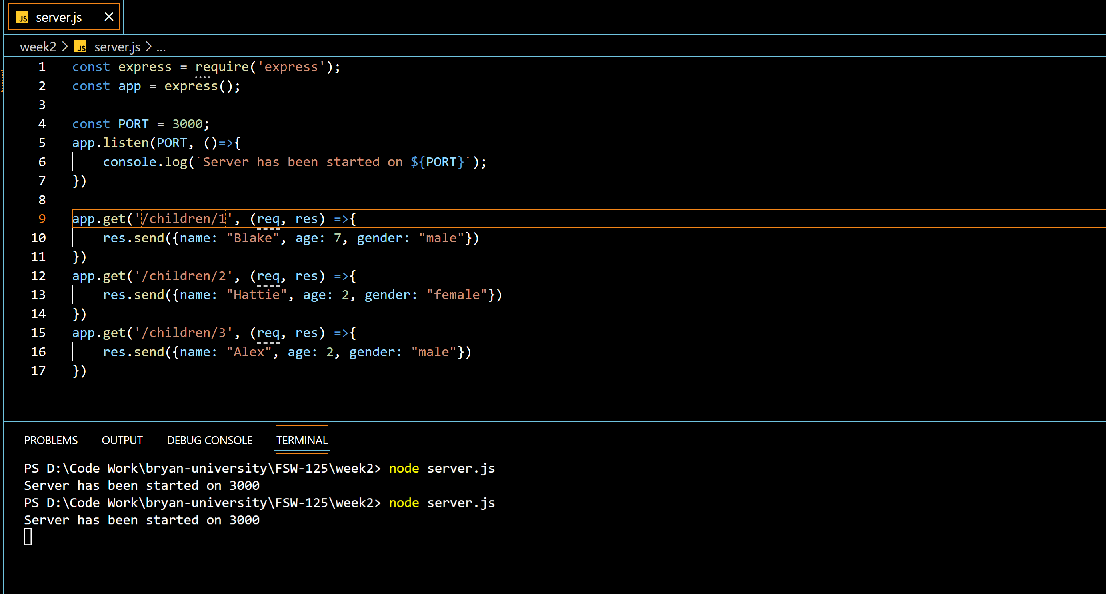 JS server.js ×
week2 > JS server.js > ...
1 const express = require('express');
2 const app = express();
3
4 const PORT = 3000;
5 app.listen(PORT, ()=>{
6     console.log(`Server has been started on ${PORT}`);
7 })
8
9 app.get('/children/1', (req, res) =>{
10     res.send({name: "Blake", age: 7, gender: "male"})
11 })
12 app.get('/children/2', (req, res) =>{
13     res.send({name: "Hattie", age: 2, gender: "female"})
14 })
15 app.get('/children/3', (req, res) =>{
16     res.send({name: "Alex", age: 2, gender: "male"})
17 })
PROBLEMS OUTPUT DEBUG CONSOLE TERMINAL
PS D:\Code Work\bryan-university\FSW-125\week2> node server.js
Server has been started on 3000
PS D:\Code Work\bryan-university\FSW-125\week2> node server.js
Server has been started on 3000